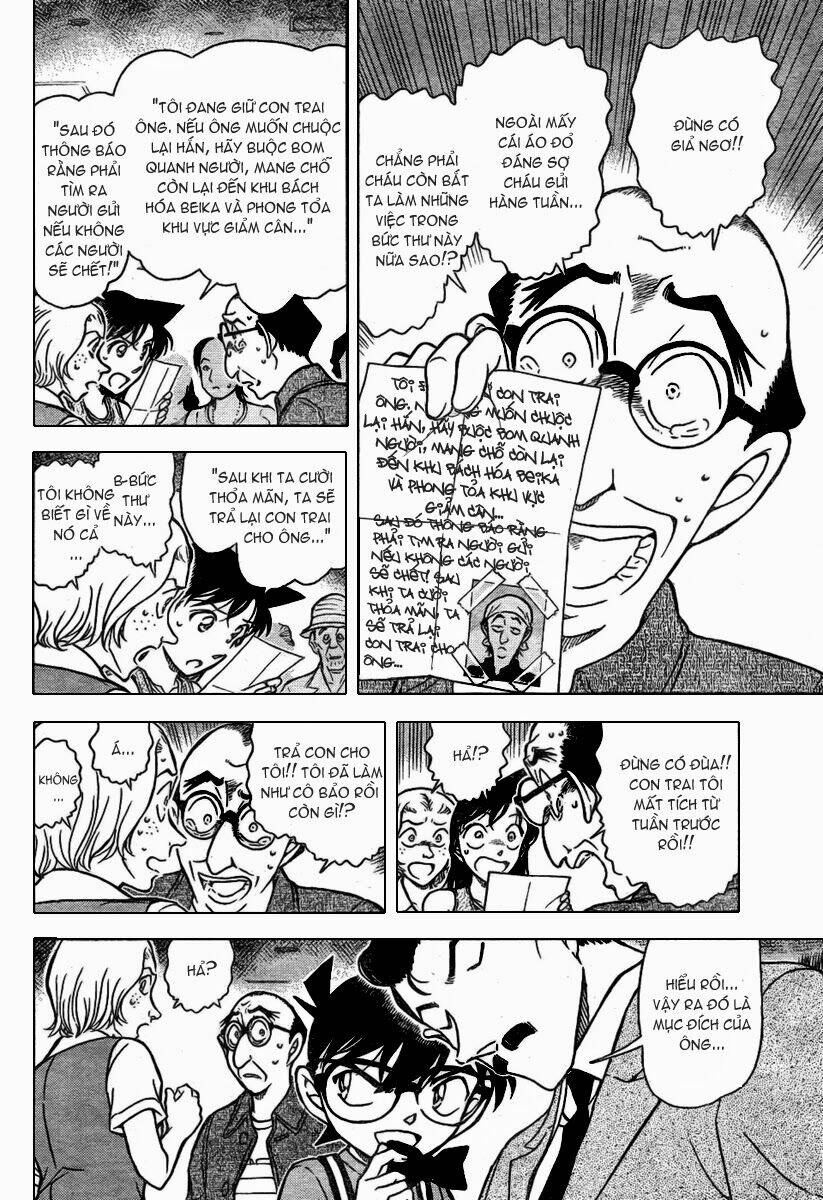 ĐỪNG CÓ
GIẢ NGƠ!!
NGOÀI MẤY
CÁI ÁO ĐỎ
ĐÁNG SỢ
CHÁU GỬI
HÀNG TUẦN...
CHẲNG PHẢI
CHÁU CÒN BẮT
TA LÀM NHỮNG
VIỆC TRONG
BỨC THƯ NÀY
NỮA SAO!?
TÔI CON TRAI
ÔNG, MUỐN CHUỘC
LẠI HẮN, HÃY BUỘC BOM QUANH
NGƯỜI, MANG CHỖ CÒN LẠI
ĐẾN KHU BÁCH HÓA BEIKA
VÀ PHONG TỎA KHU VỰC
GIẢM CÂN...
SAU ĐÓ THÔNG BÁO RẰNG
PHẢI TÌM RA NGƯỜI GỬI
NẾU KHÔNG CÁC NGƯỜI
SẼ CHẾT! SAU
KHI TA CƯỜI
THỎA MÃN, TA
SẼ TRẢ LẠI
CON TRAI CHO
ÔNG...
"TÔI ĐANG GIỮ CON TRAI
ÔNG. NẾU ÔNG MUỐN CHUỘC
LẠI HẮN, HÃY BUỘC BOM
QUANH NGƯỜI, MANG CHỖ
CÒN LẠI ĐẾN KHU BÁCH
HÓA BEIKA VÀ PHONG TỎA
KHU VỰC GIẢM CÂN..."
"SAU ĐÓ
THÔNG BÁO
RẰNG PHẢI
TÌM RA
NGƯỜI GỬI
NẾU KHÔNG
CÁC NGƯỜI
SẼ CHẾT!"
"SAU KHI TA CƯỜI
THỎA MÃN, TA SẼ
TRẢ LẠI CON TRAI
CHO ÔNG..."
B-BỨC
THƯ
NÀY...
TÔI KHÔNG
BIẾT GÌ VỀ
NÓ CẢ ...
ĐỪNG CÓ ĐÙA!!
CON TRAI TÔI
MẤT TÍCH TỪ
TUẦN TRƯỚC
RỒI!!
HẢ!?
TRẢ CON CHO
TÔI!! TÔI ĐÃ LÀM
NHƯ CÔ BẢO RỒI
CÒN GÌ!?
Á...
KHÔNG
...
HIỂU RỒI...
VẬY RA ĐÓ LÀ
MỤC ĐÍCH CỦA
ÔNG...
HẢ?